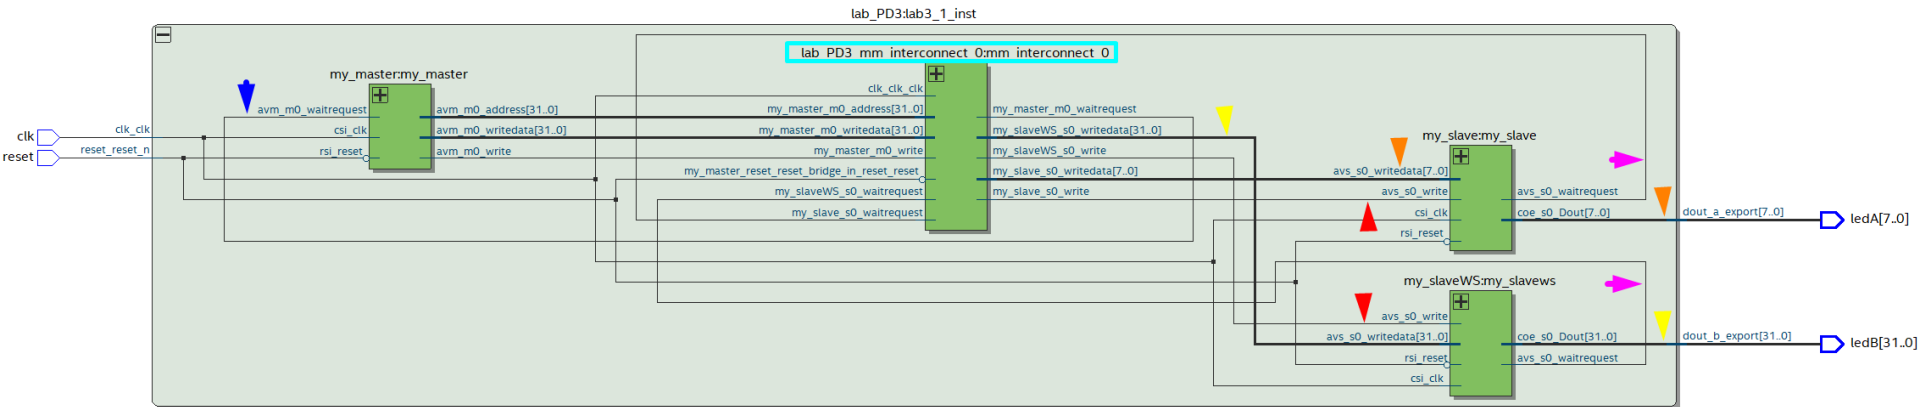 lab_PD3:lab3_1_inst
lab_PD3_mm_interconnect_0:mm_interconnect_0
my_master:my_master
avm_m0_waitrequest
csi_clk
rsi_reset
avm_m0_address[31..0]
avm_m0_writedata[31..0]
avm_m0_write
clk
clk_clk
reset
reset_reset_n
clk_clk_clk
my_master_m0_address[31..0]
my_master_m0_writedata[31..0]
my_master_m0_write
my_master_reset_reset_bridge_in_reset_reset
my_slaveWS_s0_waitrequest
my_slave_s0_waitrequest
my_master_m0_waitrequest
my_slaveWS_s0_writedata[31..0]
my_slaveWS_s0_write
my_slave_s0_writedata[7..0]
my_slave_s0_write
my_slave:my_slave
avs_s0_writedata[7..0]
avs_s0_write
csi_clk
rsi_reset
avs_s0_waitrequest
coe_s0_Dout[7..0]
dout_a_export[7..0]
ledA[7..0]
my_slaveWS:my_slavews
avs_s0_write
avs_s0_writedata[31..0]
rsi_reset
csi_clk
coe_s0_Dout[31..0]
avs_s0_waitrequest
dout_b_export[31..0]
ledB[31..0]